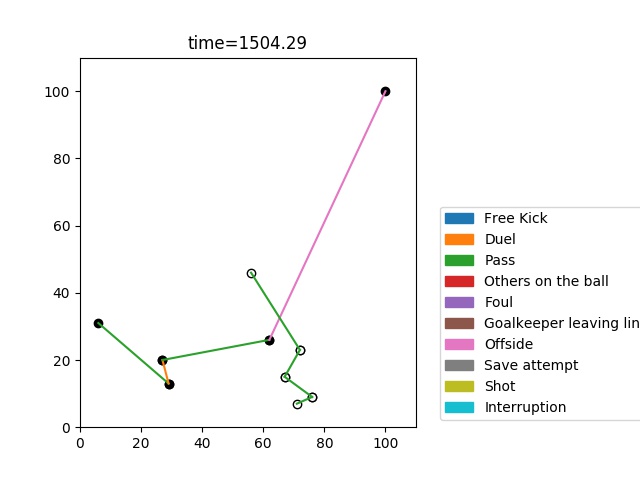 time=1504.29
100
80
60
40
20
0
0 20 40 60 80 100
Free Kick
Duel
Pass
Others on the ball
Foul
Goalkeeper leaving lin
Offside
Save attempt
Shot
Interruption